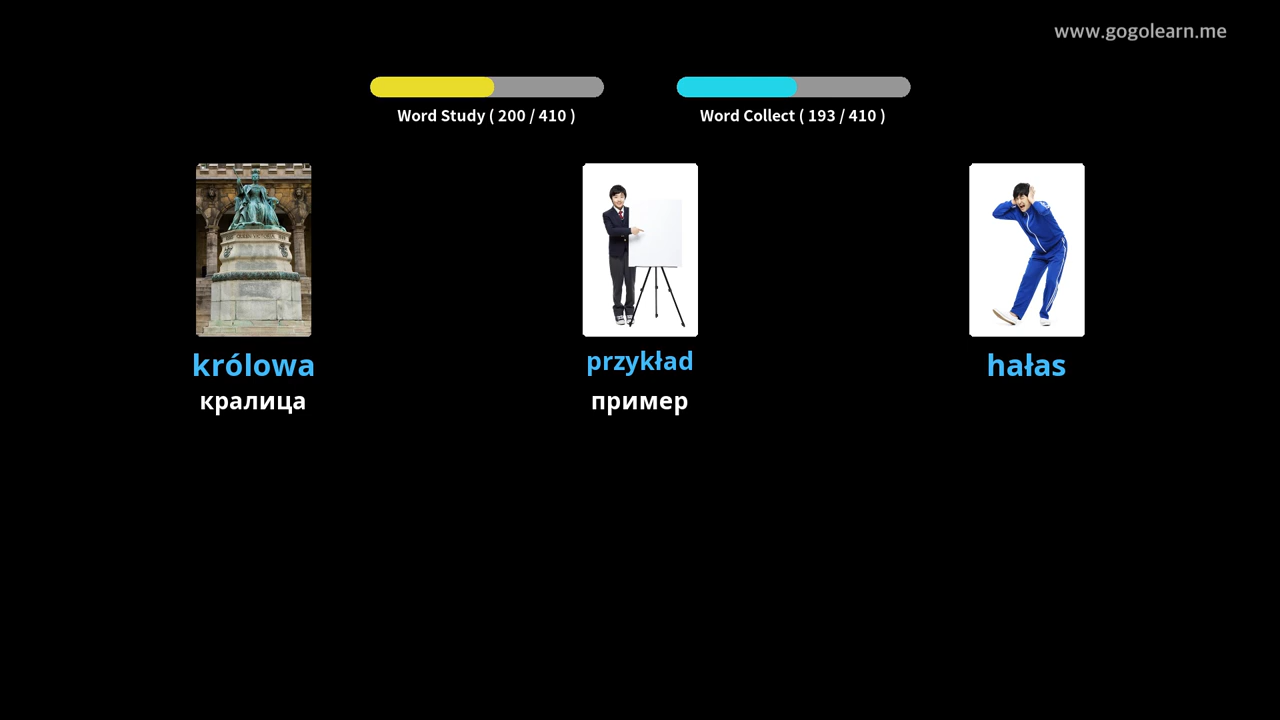 www.gogolearn.me
Word Study ( 200 / 410 )
Word Collect ( 193 / 410 )
królowa
кралица
przykład
пример
hałas